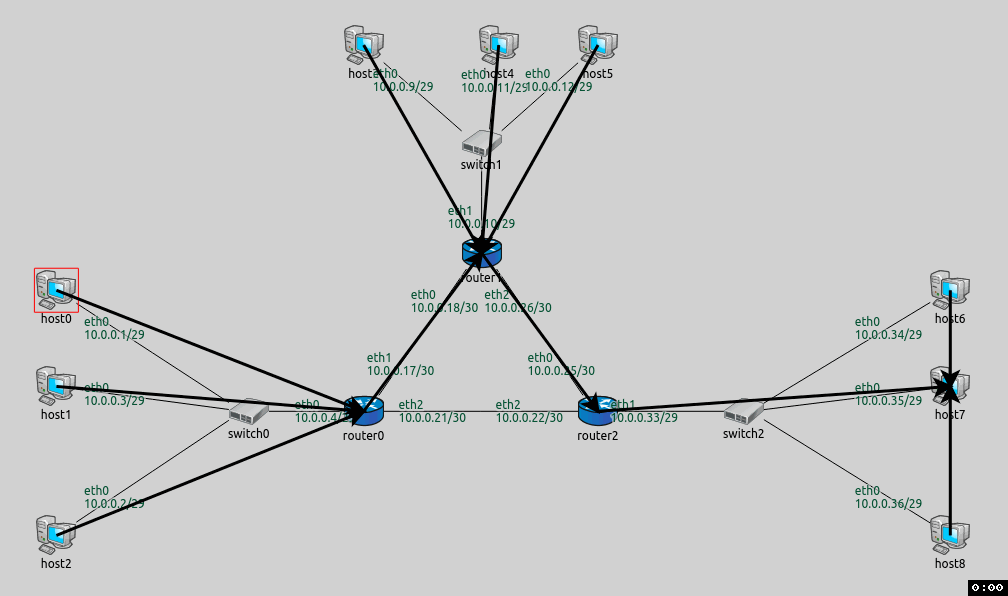 host4
host5
eth0
eth0
eth0
10.0.0.9/29
10.0.0.11/29
10.0.0.12/29
switch1
eth1
10.0.0.10/29
router1
eth0
10.0.0.18/30
eth2
10.0.0.26/30
host0
eth0
10.0.0.1/29
host6
eth0
10.0.0.34/29
eth1
10.0.0.17/30
eth0
10.0.0.25/30
host1
eth0
10.0.0.3/29
switch0
eth0
router0
eth2
10.0.0.21/30
eth2
10.0.0.22/30
router2
eth1
10.0.0.33/29
switch2
eth0
10.0.0.35/29
host7
eth0
10.0.0.2/29
host2
eth0
10.0.0.36/29
host8
0:00